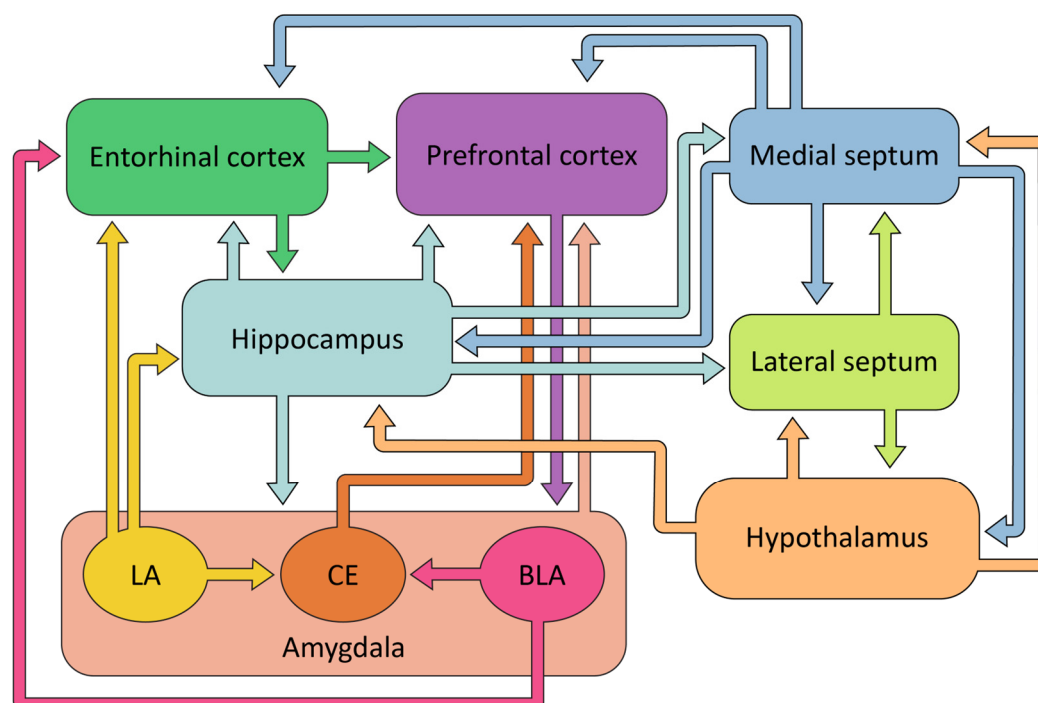 Entorhinal cortex
Prefrontal cortex
Medial septum
Hippocampus
Lateral septum
Hypothalamus
LA
CE
BLA
Amygdala